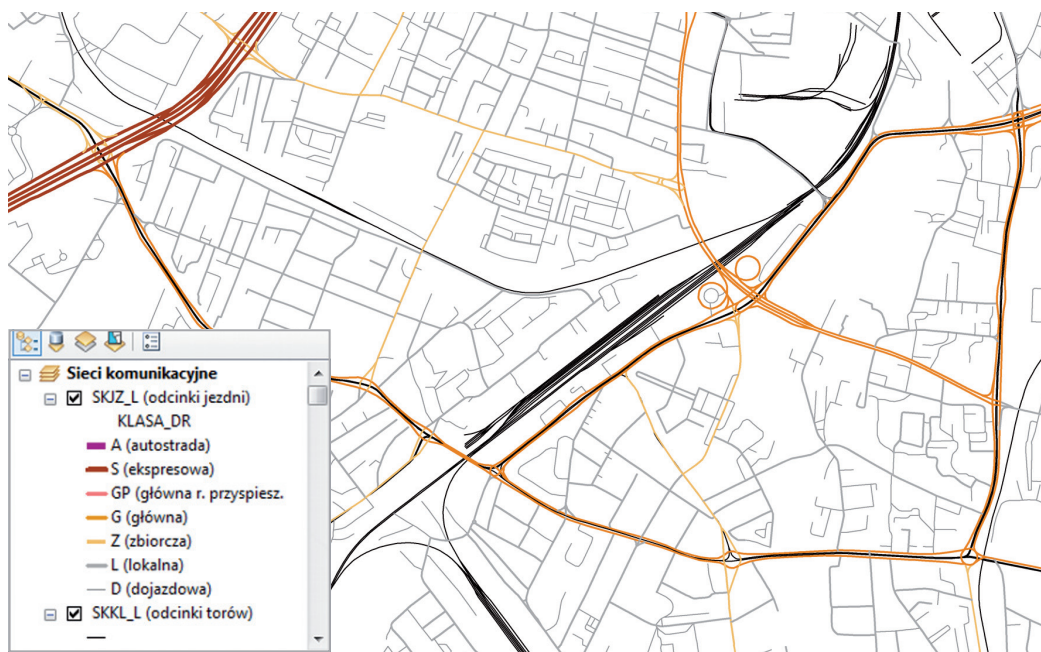 Sieci komunikacyjne
SKJZ_L (odcinki jezdni)
KLASA_DR
A (autostrada)
S (ekspresowa)
GP (główna r. przyspiesz.
G (główna)
Z (zbiorcza)
L (lokalna)
D (dojazdowa)
SKKL_L (odcinki torów)